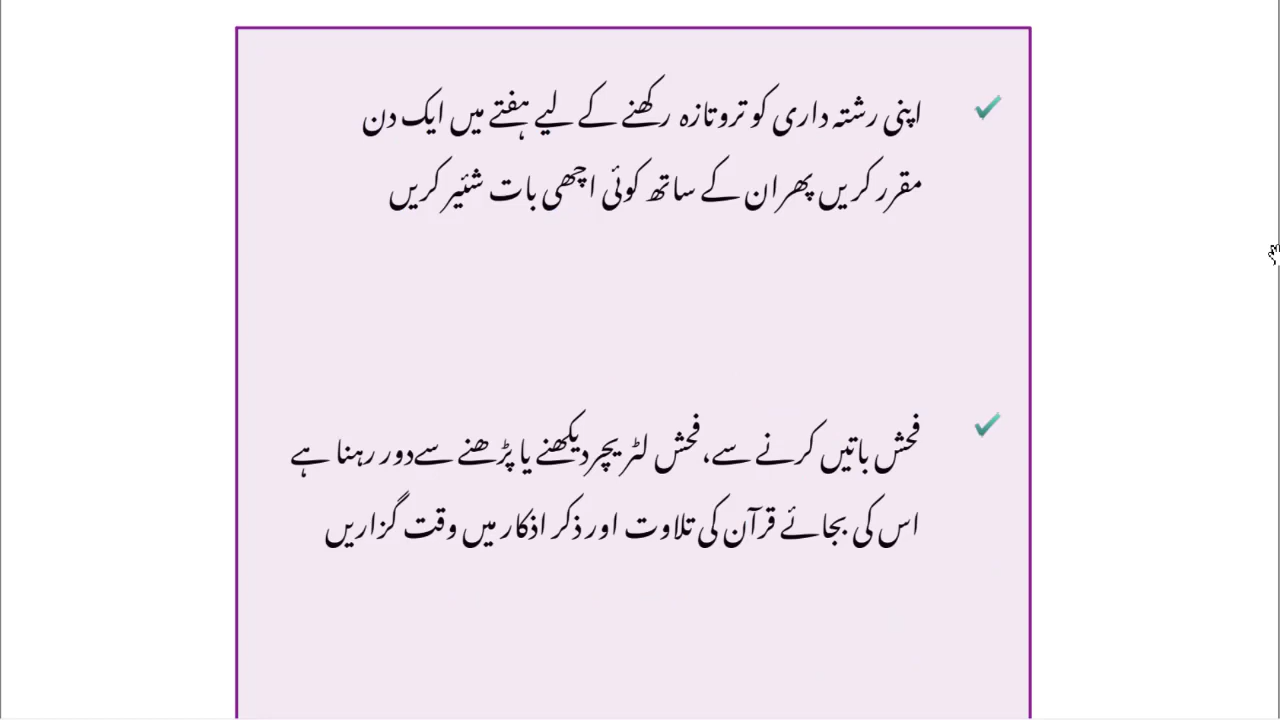 اپنی رشتہ داری کو تروتازہ رکھنے کے لیے ہفتے میں ایک دن
مقرر کریں پھر ان کے ساتھ کوئی اچھی بات شئیر کریں
فحش باتیں کرنے سے، فحش لٹریچر دیکھنے یا پڑھنے سے دور رہنا ہے
اس کی بجائے قرآن کی تلاوت اور ذکر اذکار میں وقت گزاریں